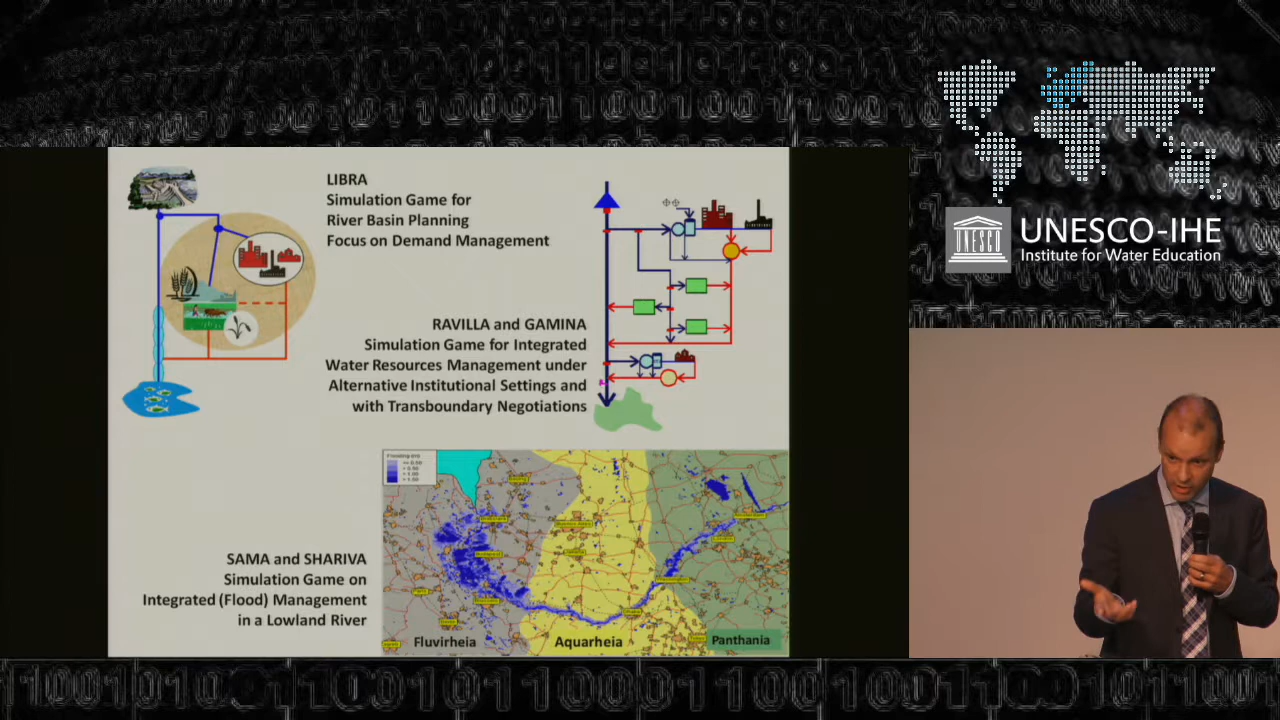 LIBRA
Simulation Game for
River Basin Planning
Focus on Demand Management
RAVILLA and GAMINA
Simulation Game for Integrated
Water Resources Management under
Alternative Institutional Settings and
with Transboundary Negotiations
SAMA and SHARIVA
Simulation Game on
Integrated (Flood) Management
in a Lowland River
Fluvirheia
Aquarheia
Panthania
UNESCO
UNESCO-IHE
Institute for Water Education